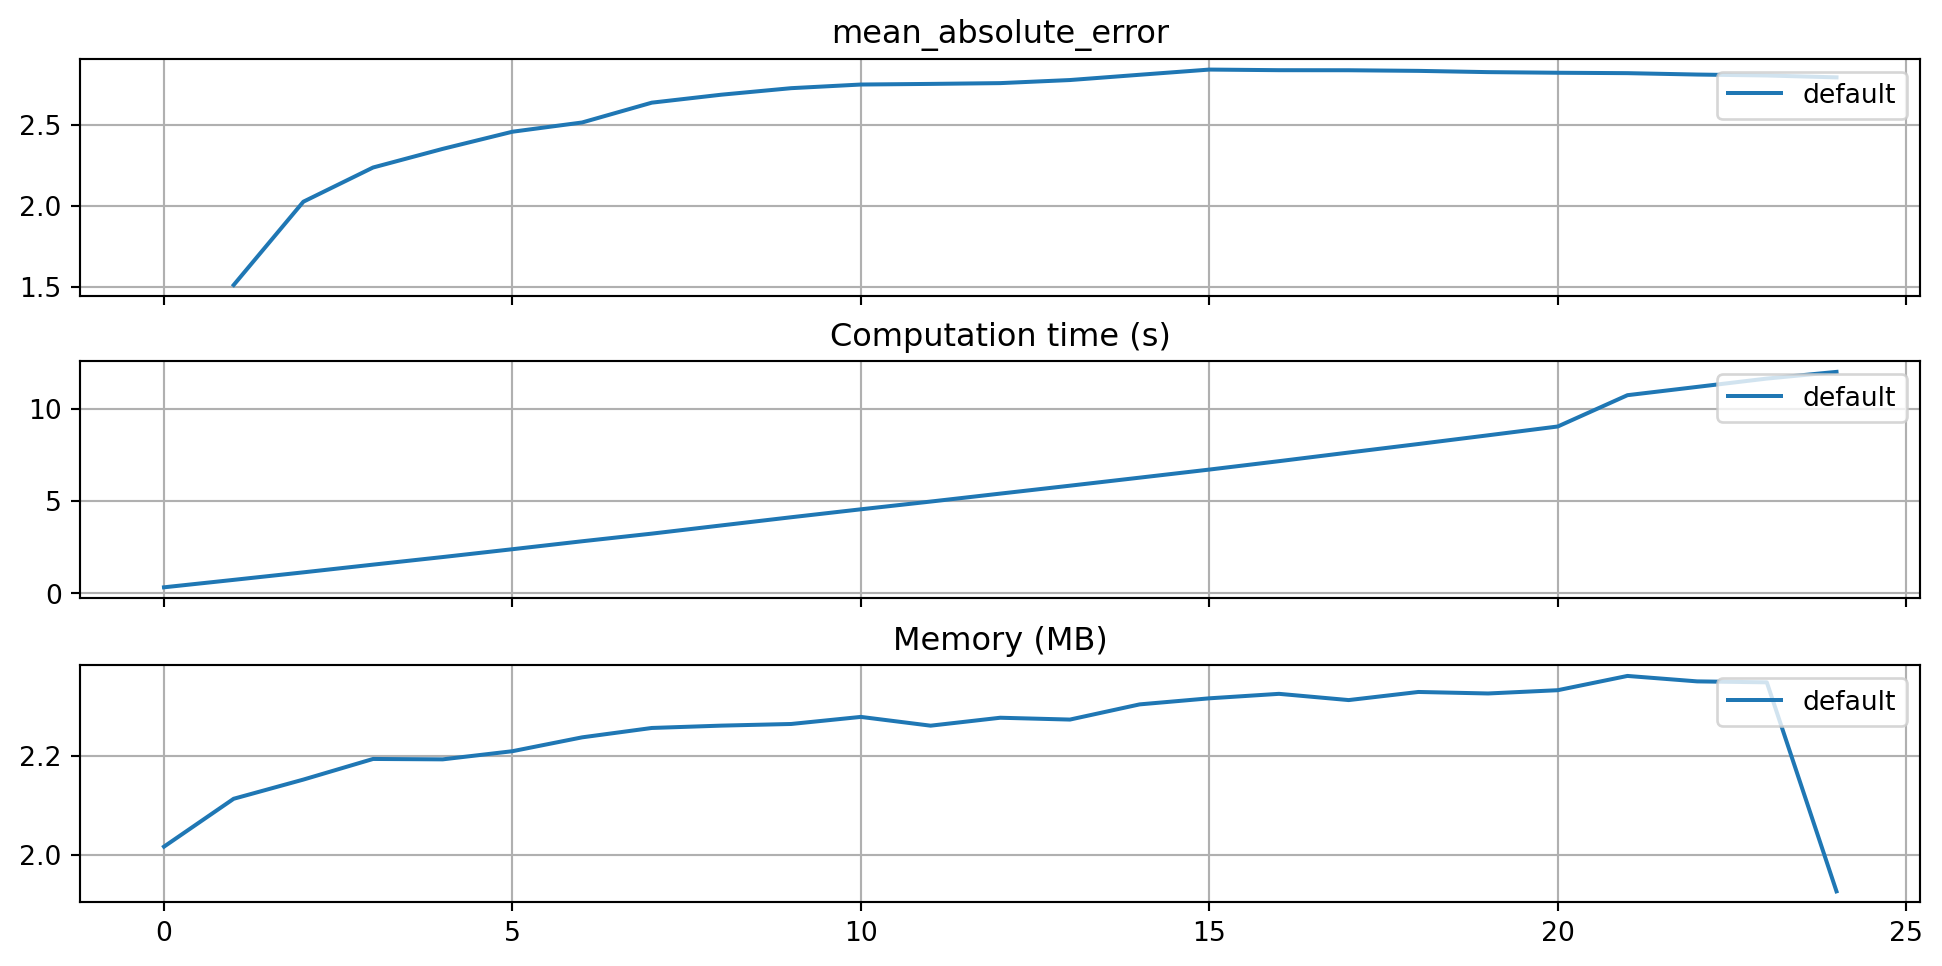 mean_absolute_error
2.5
2.0
1.5
default
Computation time (s)
10
5
0
default
Memory (MB)
2.2
2.0
default
0 5 10 15 20 25